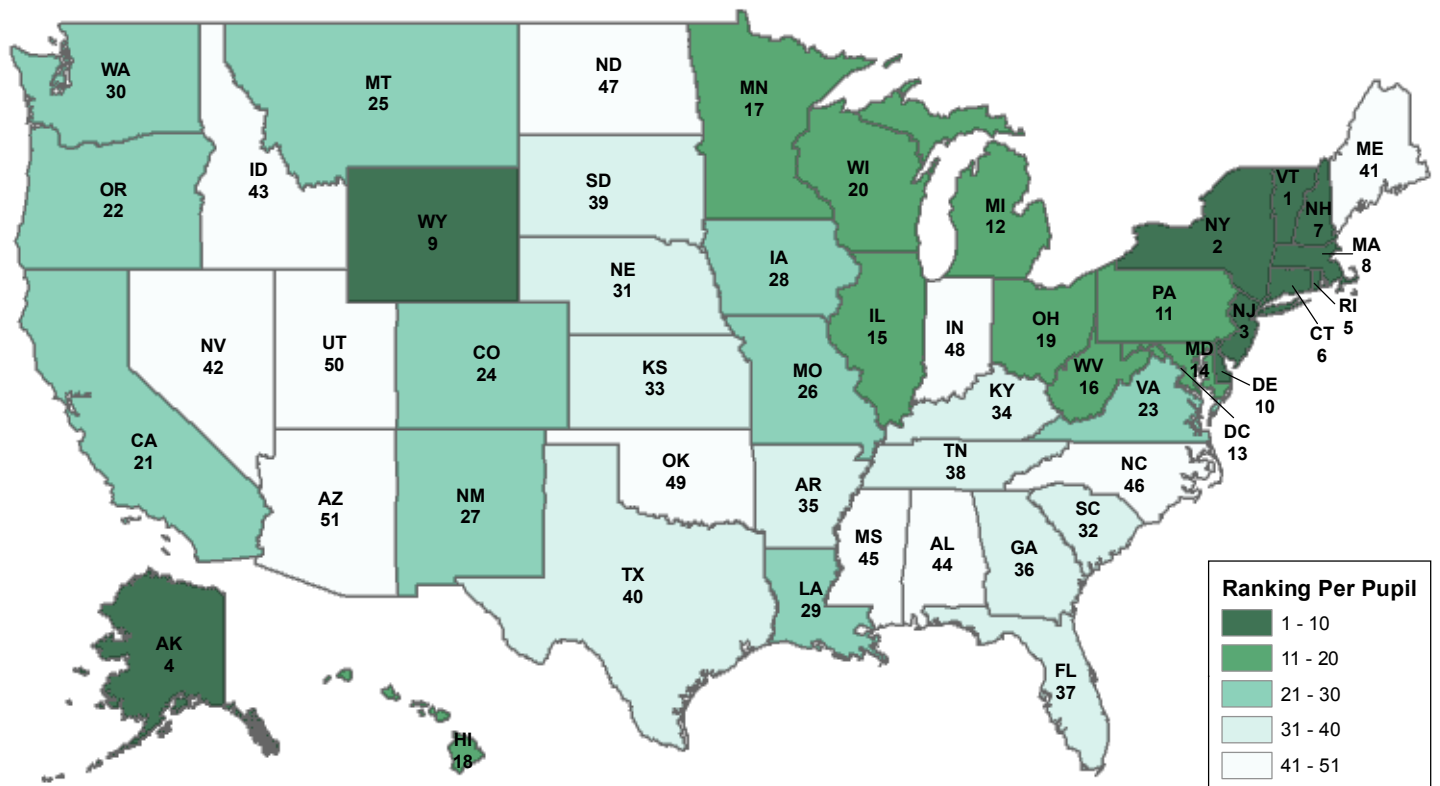 WA
30
MT
25
ND
47
MN
17
ID
43
OR
22
WY
9
SD
39
WI
20
MI
12
ME
41
VT
1
NH
7
NY
2
MA
8
RI
5
CT
6
NE
31
IA
28
IL
15
IN
48
OH
19
PA
11
NJ
3
NV
42
UT
50
CO
24
KS
33
MO
26
KY
34
WV
16
VA
23
MD
14
DE
10
DC
13
CA
21
AZ
51
NM
27
OK
49
AR
35
TN
38
NC
46
SC
32
TX
40
LA
29
MS
45
AL
44
GA
36
FL
37
AK
4
HI
18
Ranking Per Pupil
1 - 10
11 - 20
21 - 30
31 - 40
41 - 51